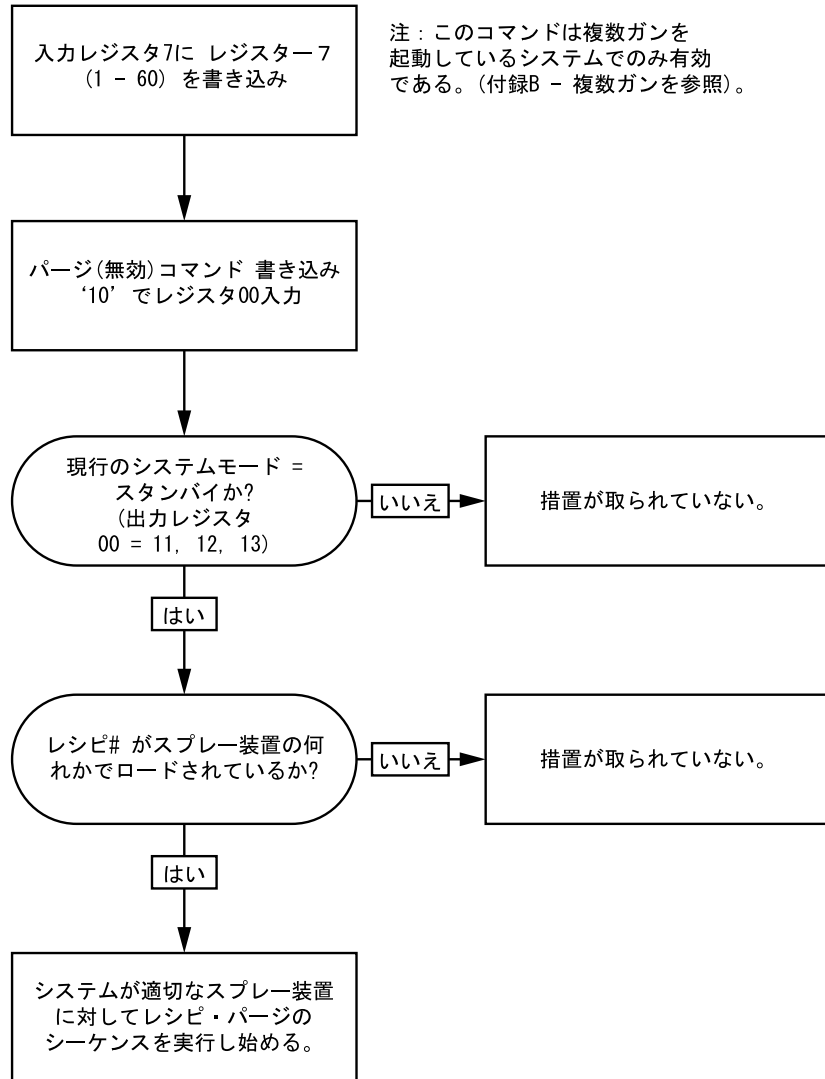 入力レジスタ7に レジスター7
(1 - 60) を書き込み
注：このコマンドは複数ガンを
起動しているシステムでのみ有効
である。(付録B - 複数ガンを参照)。
パージ(無効)コマンド 書き込み
‘10’ でレジスタ00入力
現行のシステムモード =
スタンバイか?
(出力レジスタ
00 = 11, 12, 13)
いいえ
措置が取られていない。
はい
レシピ# がスプレー装置の何
れかでロードされているか?
いいえ
措置が取られていない。
はい
システムが適切なスプレー装置
に対してレシピ・パージの
シーケンスを実行し始める。